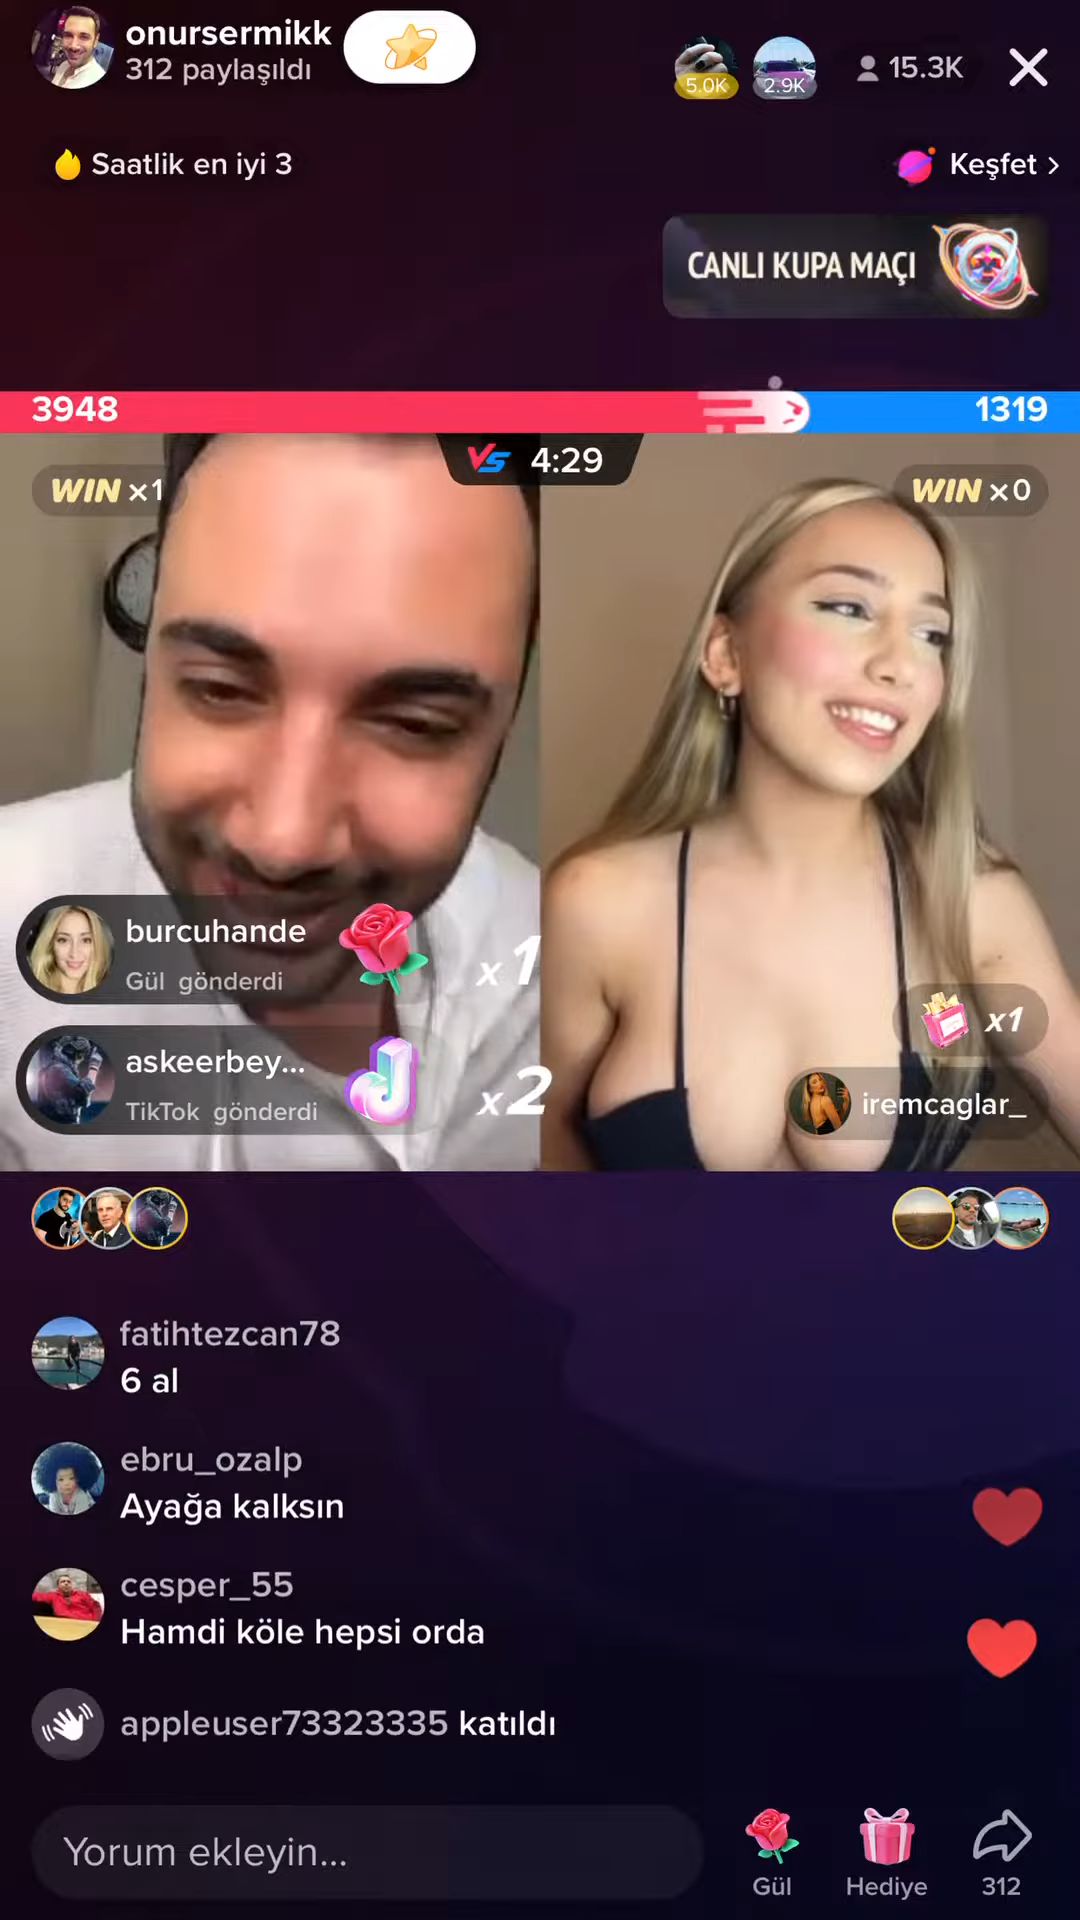 onursermikk
312 paylaşıldı
5.0K
2.9K
15.3K
Saatlik en iyi 3
Keşfet >
CANLI KUPA MAÇI
3948
1319
VS 4:29
WIN x1
WIN x0
burcuhande
Gül gönderdi
x1
askeerbey...
TikTok gönderdi
x2
x1
iremcaglar_
fatihtezcan78
6 al
ebru_ozalp
Ayağa kalksın
cesper_55
Hamdi köle hepsi orda
appleuser73323335 katıldı
Yorum ekleyin...
Gül
Hediye
312